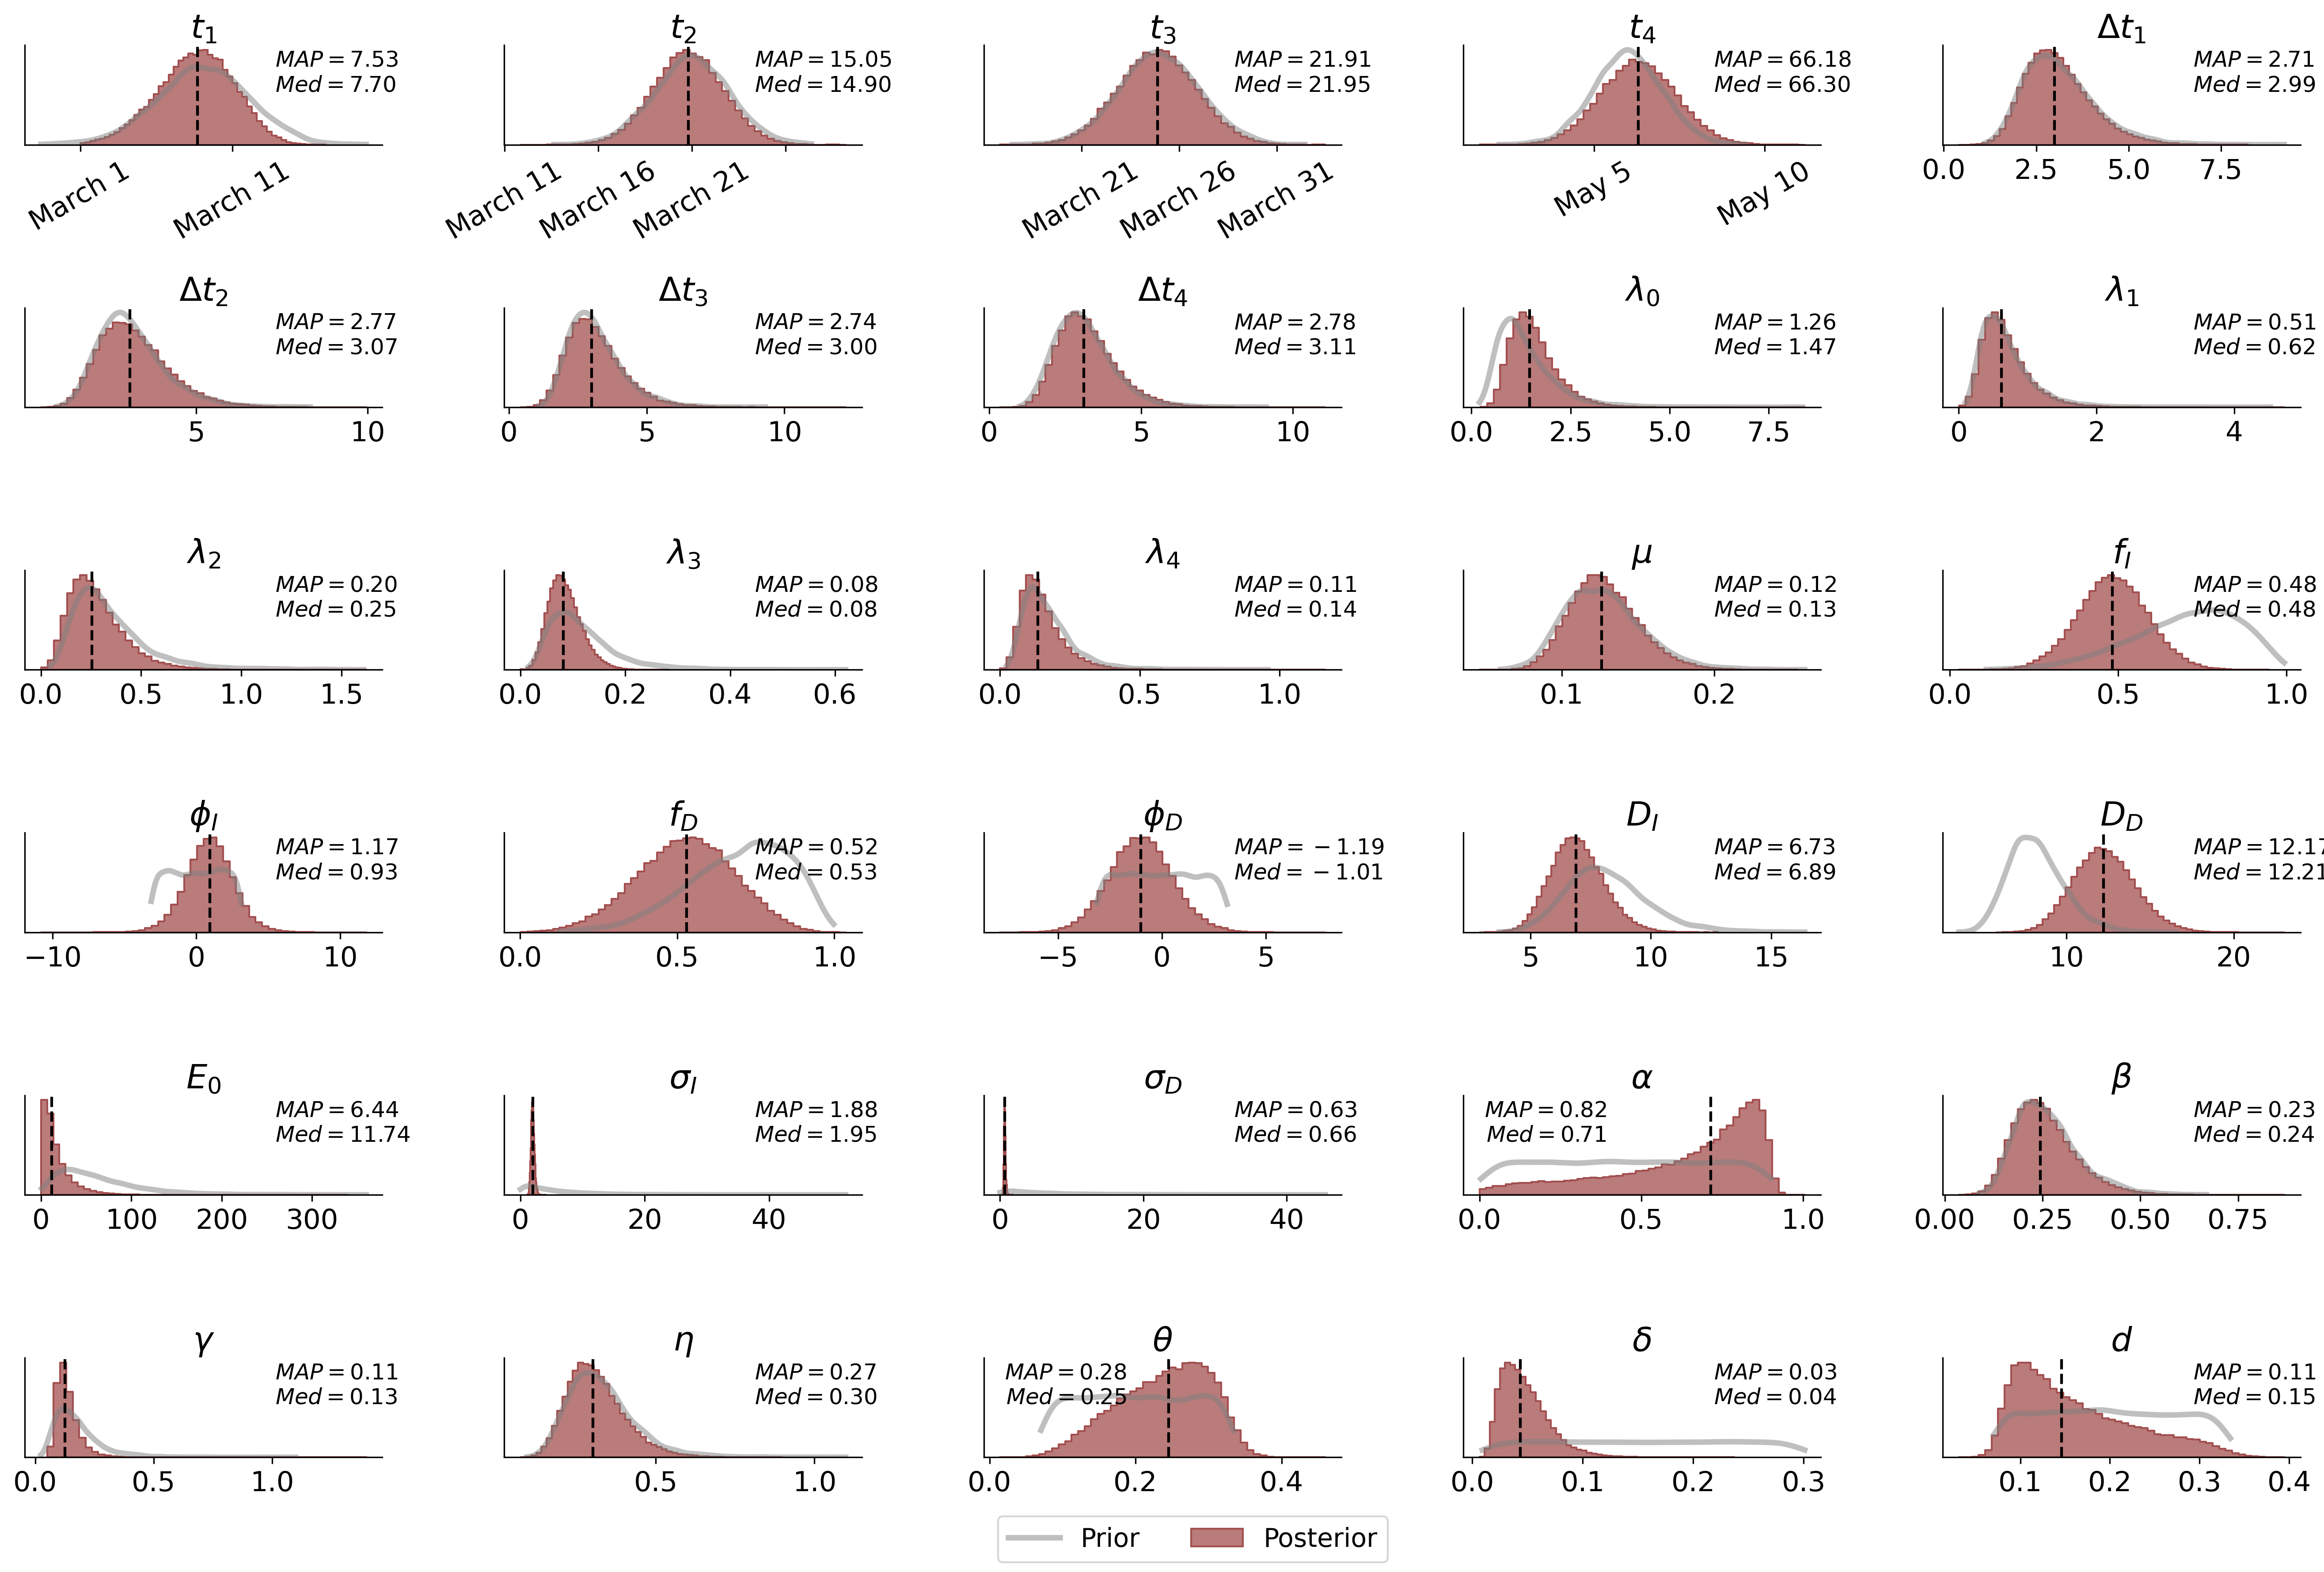 t₁
MAP = 7.53
Med = 7.70
March 1
March 11
t₂
MAP = 15.05
Med = 14.90
March 11
March 16
March 21
t₃
MAP = 21.91
Med = 21.95
March 21
March 26
March 31
t₄
MAP = 66.18
Med = 66.30
May 5
May 10
Δt₁
MAP = 2.71
Med = 2.99
0.0 2.5 5.0 7.5
Δt₂
MAP = 2.77
Med = 3.07
5 10
Δt₃
MAP = 2.74
Med = 3.00
0 5 10
Δt₄
MAP = 2.78
Med = 3.11
0 5 10
λ₀
MAP = 1.26
Med = 1.47
0.0 2.5 5.0 7.5
λ₁
MAP = 0.51
Med = 0.62
0 2 4
λ₂
MAP = 0.20
Med = 0.25
0.0 0.5 1.0 1.5
λ₃
MAP = 0.08
Med = 0.08
0.0 0.2 0.4 0.6
λ₄
MAP = 0.11
Med = 0.14
0.0 0.5 1.0
μ
MAP = 0.12
Med = 0.13
0.1 0.2
f_I
MAP = 0.48
Med = 0.48
0.0 0.5 1.0
ϕ_I
MAP = 1.17
Med = 0.93
−10 0 10
f_D
MAP = 0.52
Med = 0.53
0.0 0.5 1.0
ϕ_D
MAP = −1.19
Med = −1.01
−5 0 5
D_I
MAP = 6.73
Med = 6.89
5 10 15
D_D
MAP = 12.17
Med = 12.21
10 20
E₀
MAP = 6.44
Med = 11.74
0 100 200 300
σ_I
MAP = 1.88
Med = 1.95
0 20 40
σ_D
MAP = 0.63
Med = 0.66
0 20 40
α
MAP = 0.82
Med = 0.71
0.0 0.5 1.0
β
MAP = 0.23
Med = 0.24
0.00 0.25 0.50 0.75
γ
MAP = 0.11
Med = 0.13
0.0 0.5 1.0
η
MAP = 0.27
Med = 0.30
0.5 1.0
θ
MAP = 0.28
Med = 0.25
0.0 0.2 0.4
δ
MAP = 0.03
Med = 0.04
0.0 0.1 0.2 0.3
d
MAP = 0.11
Med = 0.15
0.1 0.2 0.3 0.4
Prior Posterior